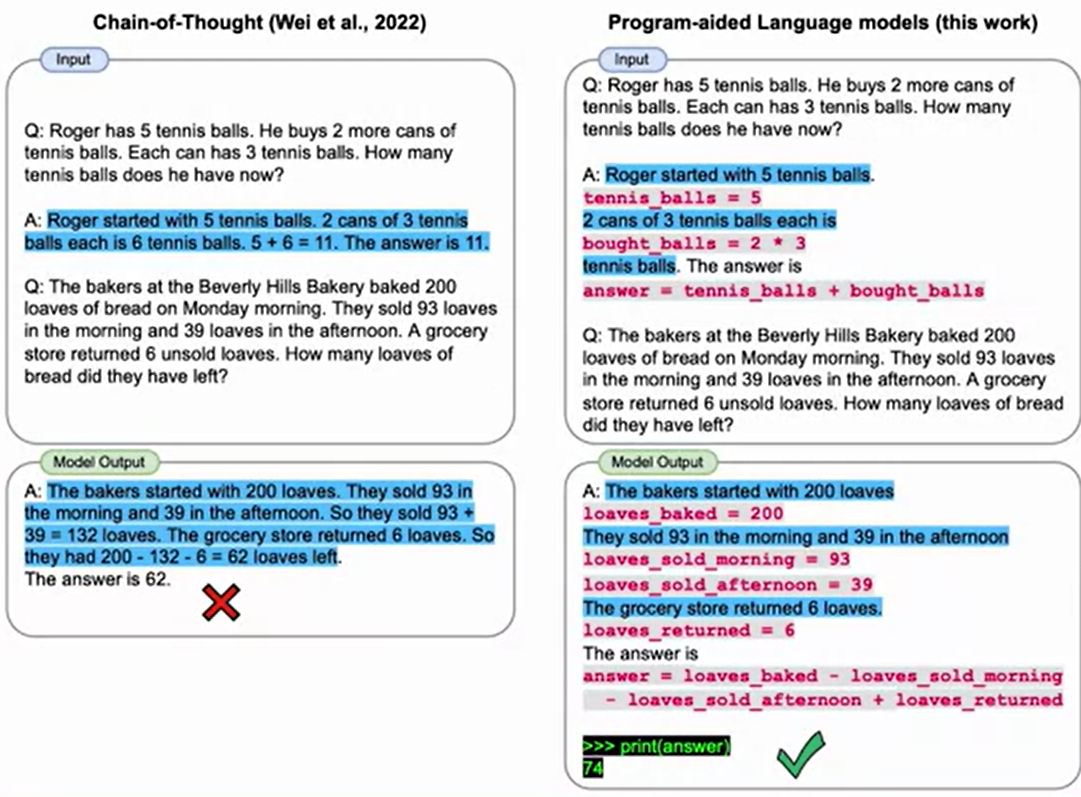 Chain-of-Thought (Wei et al., 2022)
Input
Q: Roger has 5 tennis balls. He buys 2 more cans of
tennis balls. Each can has 3 tennis balls. How many
tennis balls does he have now?
A: Roger started with 5 tennis balls. 2 cans of 3 tennis
balls each is 6 tennis balls. 5 + 6 = 11. The answer is 11.
Q: The bakers at the Beverly Hills Bakery baked 200
loaves of bread on Monday morning. They sold 93 loaves
in the morning and 39 loaves in the afternoon. A grocery
store returned 6 unsold loaves. How many loaves of
bread did they have left?
Model Output
A: The bakers started with 200 loaves. They sold 93 in
the morning and 39 in the afternoon. So they sold 93 +
39 = 132 loaves. The grocery store returned 6 loaves. So
they had 200 - 132 - 6 = 62 loaves left.
The answer is 62.
Program-aided Language models (this work)
Input
Q: Roger has 5 tennis balls. He buys 2 more cans of
tennis balls. Each can has 3 tennis balls. How many
tennis balls does he have now?
A: Roger started with 5 tennis balls.
tennis_balls = 5
2 cans of 3 tennis balls each is
bought_balls = 2 * 3
tennis balls. The answer is
answer = tennis_balls + bought_balls
Q: The bakers at the Beverly Hills Bakery baked 200
loaves of bread on Monday morning. They sold 93 loaves
in the morning and 39 loaves in the afternoon. A grocery
store returned 6 unsold loaves. How many loaves of bread
did they have left?
Model Output
A: The bakers started with 200 loaves
loaves_baked = 200
They sold 93 in the morning and 39 in the afternoon
loaves_sold_morning = 93
loaves_sold_afternoon = 39
The grocery store returned 6 loaves.
loaves_returned = 6
The answer is
answer = loaves_baked - loaves_sold_morning
- loaves_sold_afternoon + loaves_returned
>>> print(answer)
74